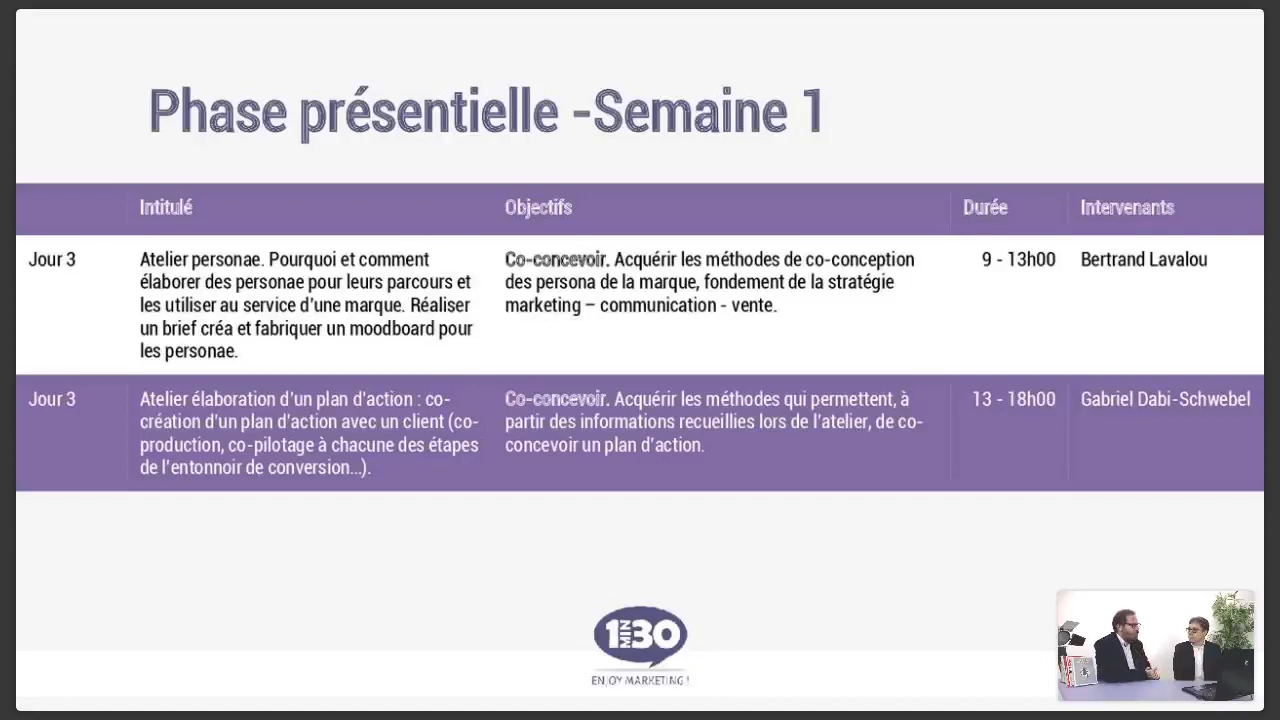 Phase présentielle -Semaine 1
Intitulé Objectifs Durée Intervenants
Jour 3
Atelier personae. Pourquoi et comment
élaborer des personae pour leurs parcours et
les utiliser au service d'une marque. Réaliser
un brief créa et fabriquer un moodboard pour
les personae.
Co-concevoir. Acquérir les méthodes de co-conception
des persona de la marque, fondement de la stratégie
marketing – communication - vente.
9 - 13h00
Bertrand Lavalou
Jour 3
Atelier élaboration d'un plan d'action : co-
création d'un plan d'action avec un client (co-
production, co-pilotage à chacune des étapes
de l'entonnoir de conversion...).
Co-concevoir. Acquérir les méthodes qui permettent, à
partir des informations recueillies lors de l'atelier, de co-
concevoir un plan d'action.
13 - 18h00
Gabriel Dabi-Schwebel
1MIN30
ENJOY MARKETING !